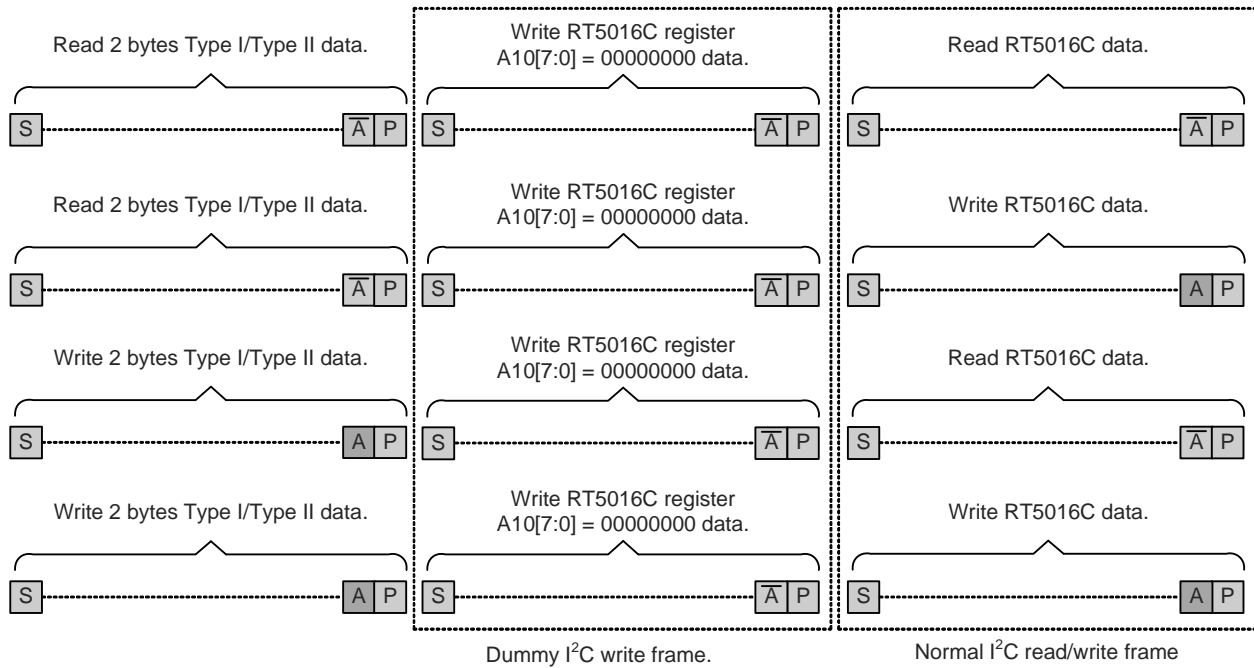 Read 2 bytes Type I/Type II data.
Write RT5016C register
A10[7:0] = 00000000 data.
Read RT5016C data.
S A̅ P S A̅ P S A̅ P
Read 2 bytes Type I/Type II data.
Write RT5016C register
A10[7:0] = 00000000 data.
Write RT5016C data.
S A̅ P S A̅ P S A P
Write 2 bytes Type I/Type II data.
Write RT5016C register
A10[7:0] = 00000000 data.
Read RT5016C data.
S A P S A̅ P S A̅ P
Write 2 bytes Type I/Type II data.
Write RT5016C register
A10[7:0] = 00000000 data.
Write RT5016C data.
S A P S A̅ P S A P
Dummy I²C write frame.
Normal I²C read/write frame